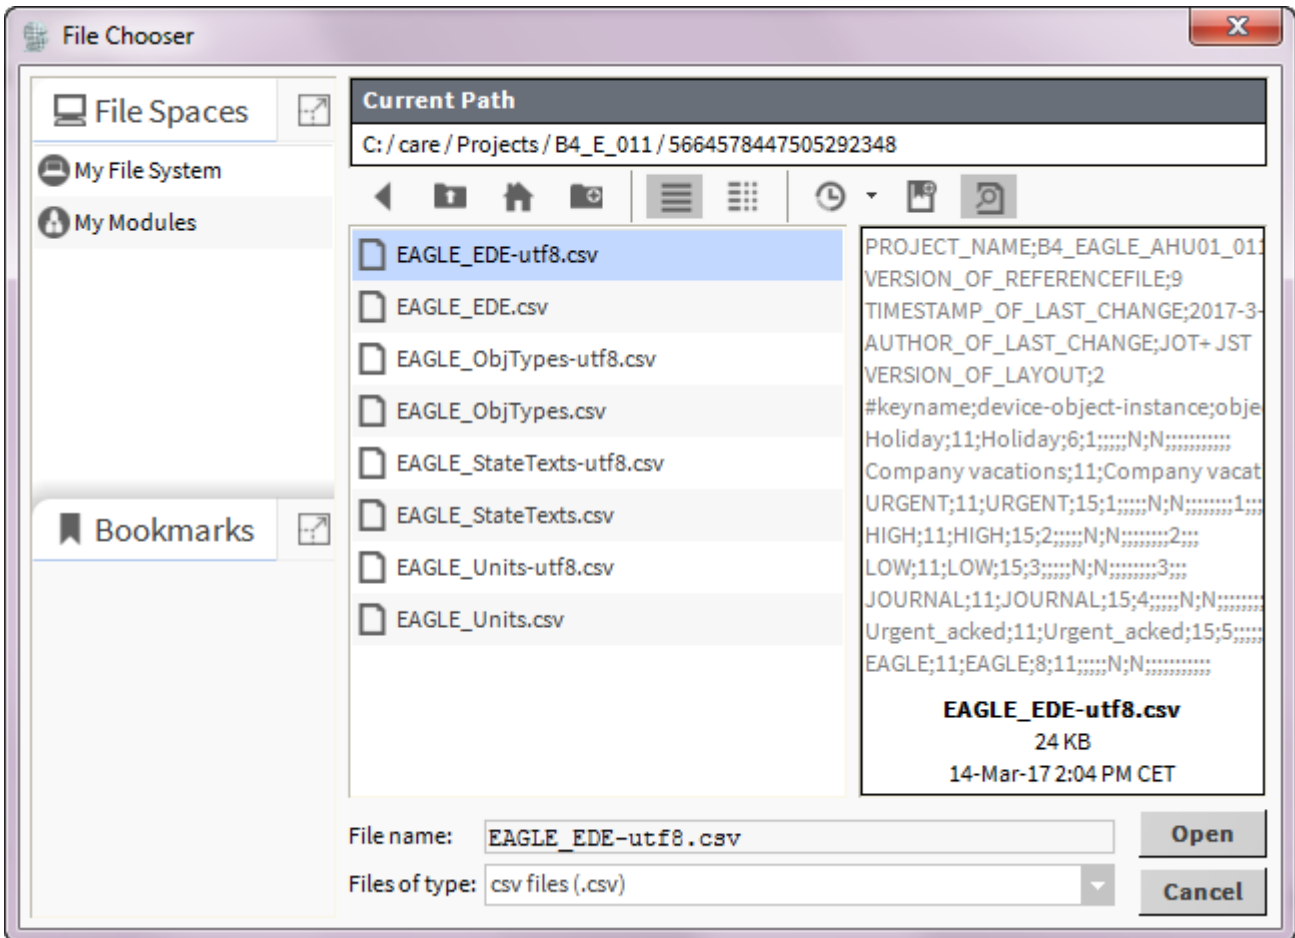 File Chooser
x
File Spaces
My File System
My Modules
Bookmarks
Current Path
C: / care / Projects / B4_E_011 / 5664578447505292348
EAGLE_EDE-utf8.csv
EAGLE_EDE.csv
EAGLE_ObjTypes-utf8.csv
EAGLE_ObjTypes.csv
EAGLE_StateTexts-utf8.csv
EAGLE_StateTexts.csv
EAGLE_Units-utf8.csv
EAGLE_Units.csv
PROJECT_NAME;B4_EAGLE_AHU01_011
VERSION_OF_REFERENCEFILE;9
TIMESTAMP_OF_LAST_CHANGE;2017-3-
AUTHOR_OF_LAST_CHANGE;JOT+ JST
VERSION_OF_LAYOUT;2
#keyname;device-object-instance;obje
Holiday;11;Holiday;6;1;;;;;N;N;;;;;;;;;;;
Company vacations;11;Company vacat
URGENT;11;URGENT;15;1;;;;;N;N;;;;;;;;1;;;
HIGH;11;HIGH;15;2;;;;;N;N;;;;;;;;2;;;
LOW;11;LOW;15;3;;;;;N;N;;;;;;;;3;;;
JOURNAL;11;JOURNAL;15;4;;;;;N;N;;;;;;;;
Urgent_acked;11;Urgent_acked;15;5;;;;;
EAGLE;11;EAGLE;8;11;;;;;N;N;;;;;;;;;;;
EAGLE_EDE-utf8.csv
24 KB
14-Mar-17 2:04 PM CET
File name: EAGLE_EDE-utf8.csv
Open
Files of type: csv files (.csv)
Cancel